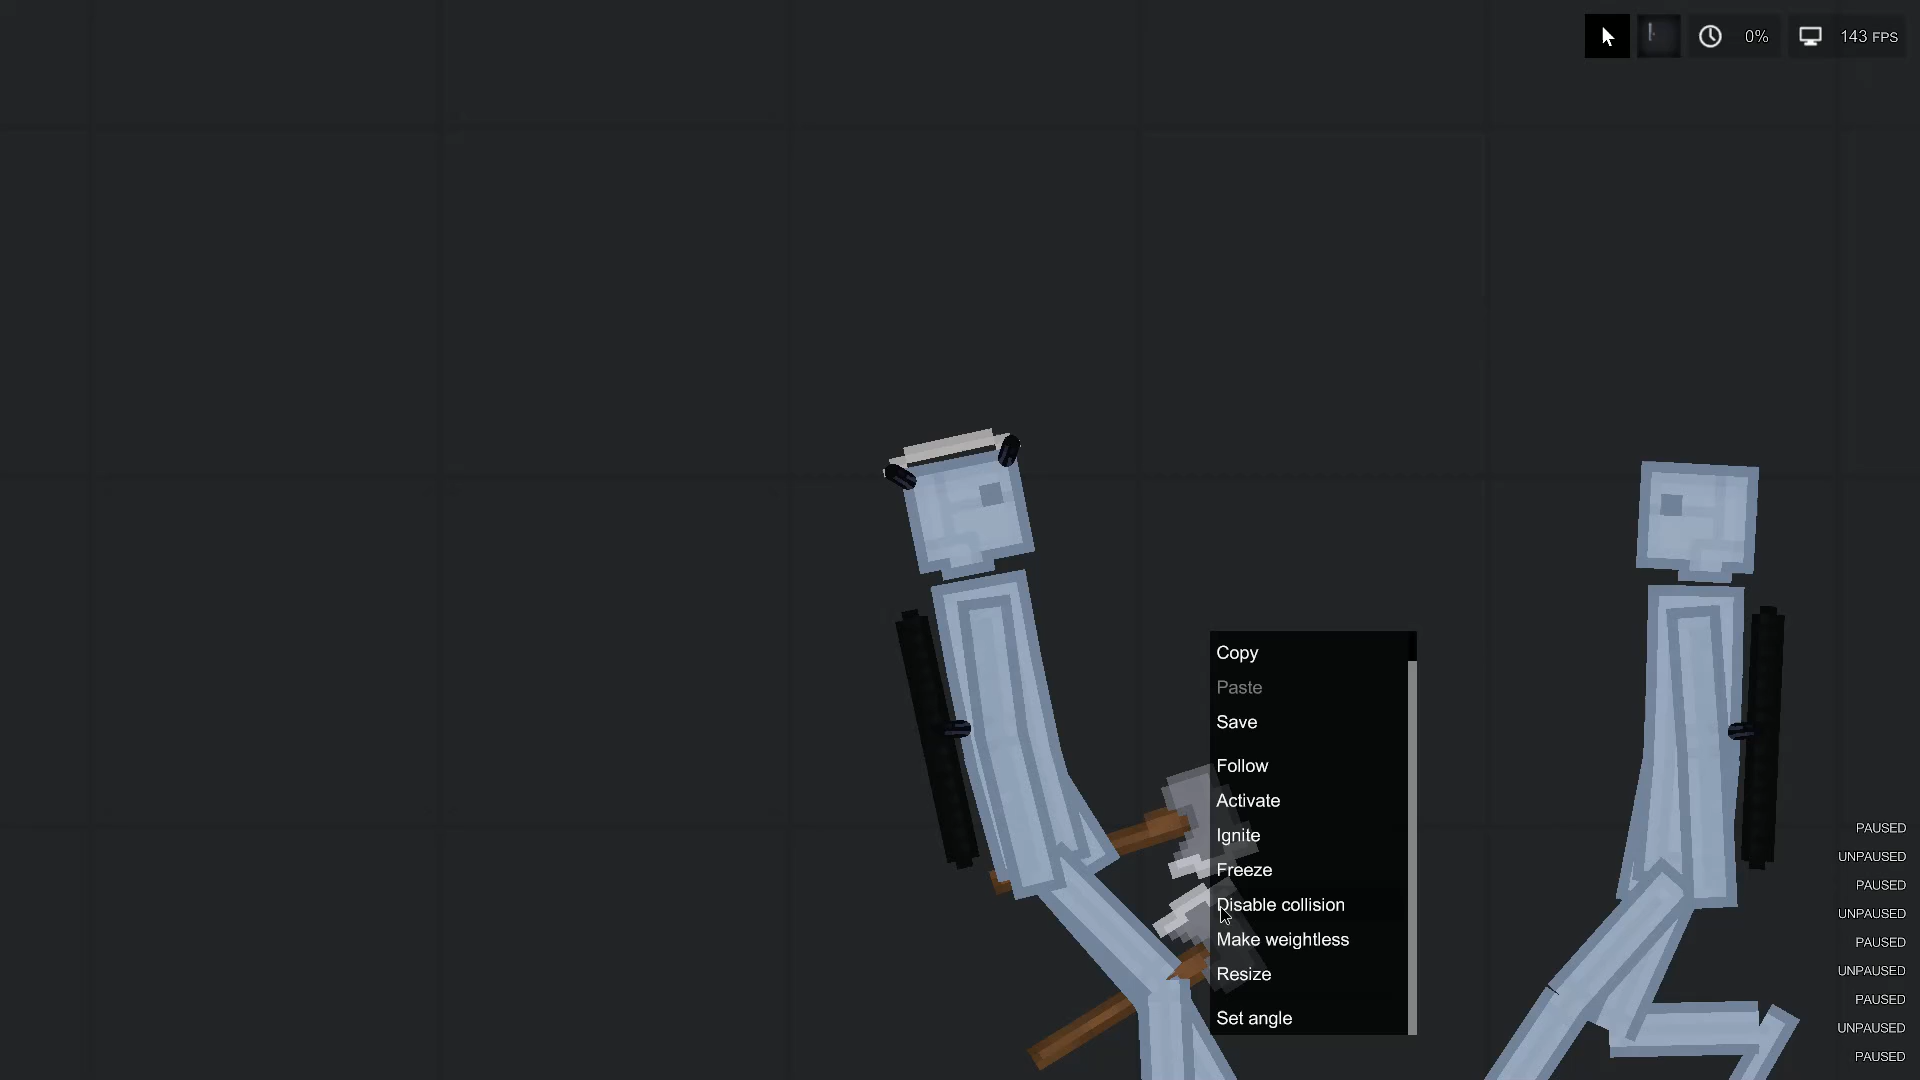 0%
143 FPS
Copy
Paste
Save
Follow
Activate
Ignite
Freeze
Disable collision
Make weightless
Resize
Set angle
PAUSED
UNPAUSED
PAUSED
UNPAUSED
PAUSED
UNPAUSED
PAUSED
UNPAUSED
PAUSED